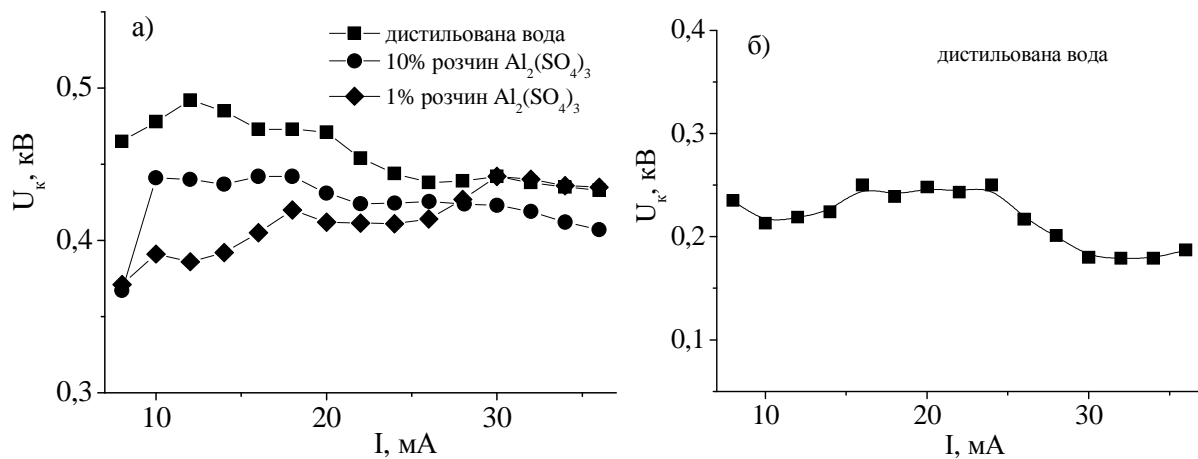 а)
дистильована вода
10% розчин Al₂(SO₄)₃
1% розчин Al₂(SO₄)₃
0,5
0,4
0,3
Uк, кВ
10 20 30
I, мА
б)
дистильована вода
0,4
0,3
0,2
0,1
Uк, кВ
10 20 30
I, мА